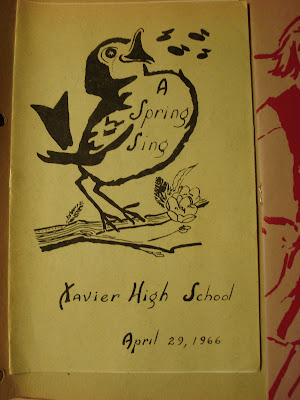 A
Spring
Sing
Xavier High School
April 29, 1966